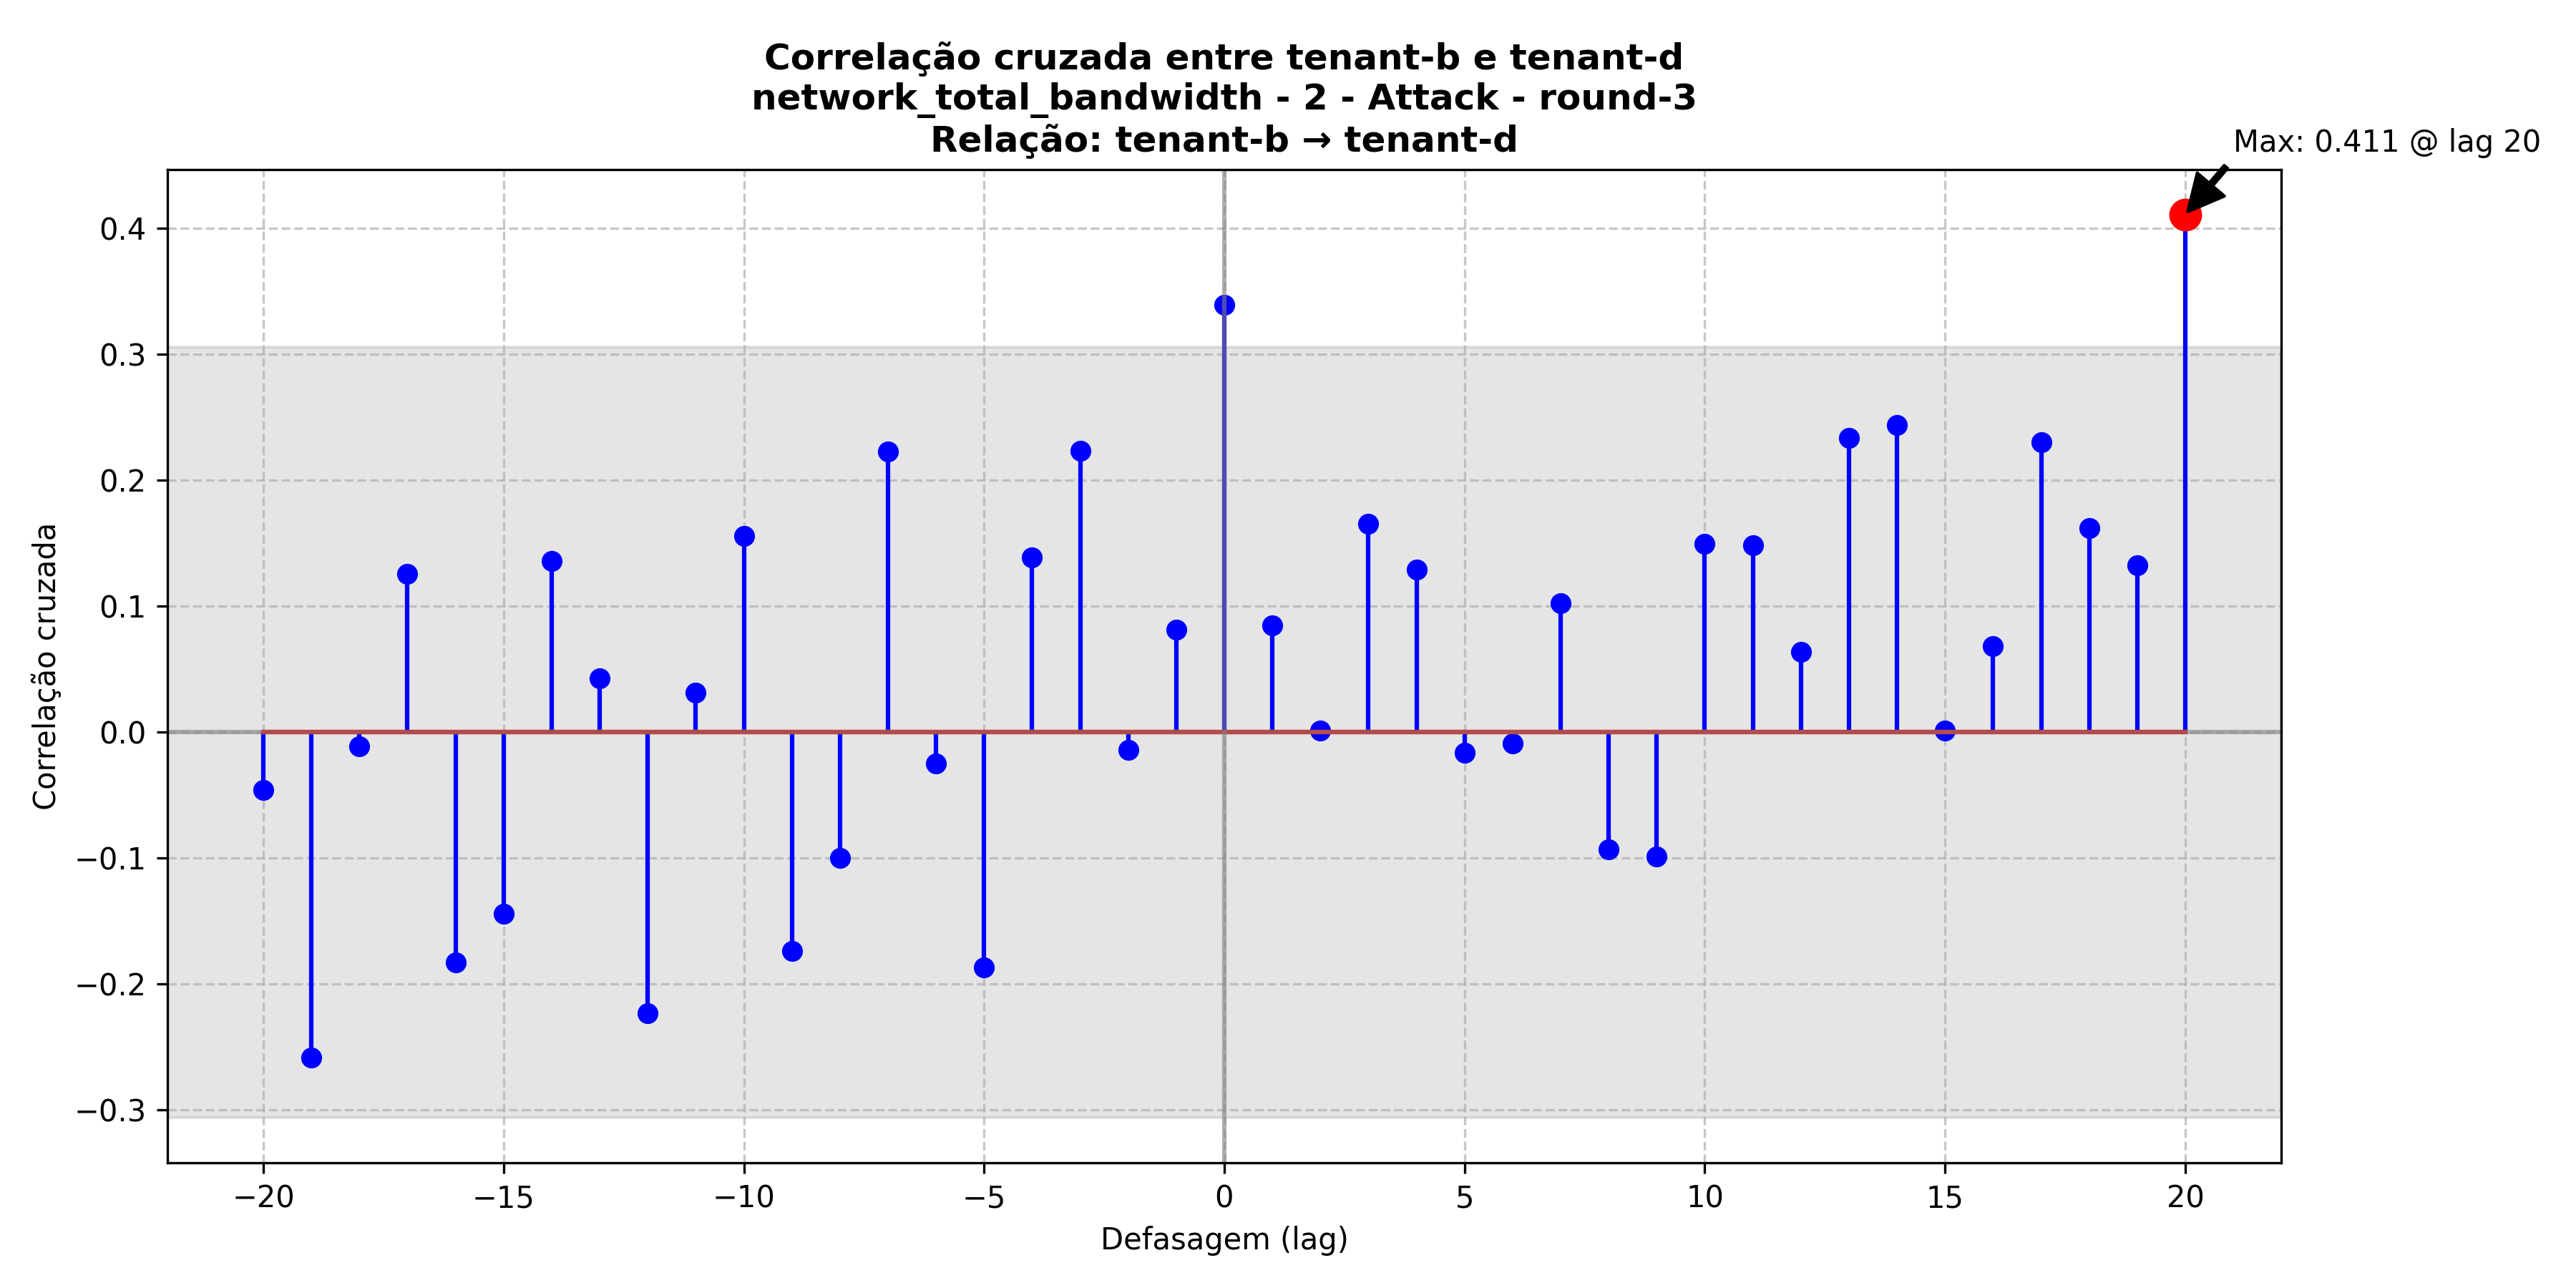 Correlação cruzada entre tenant-b e tenant-d
network_total_bandwidth - 2 - Attack - round-3
Relação: tenant-b → tenant-d
Max: 0.411 @ lag 20
0.4
0.3
0.2
0.1
0.0
−0.1
−0.2
−0.3
Correlação cruzada
−20 −15 −10 −5 0 5 10 15 20
Defasagem (lag)